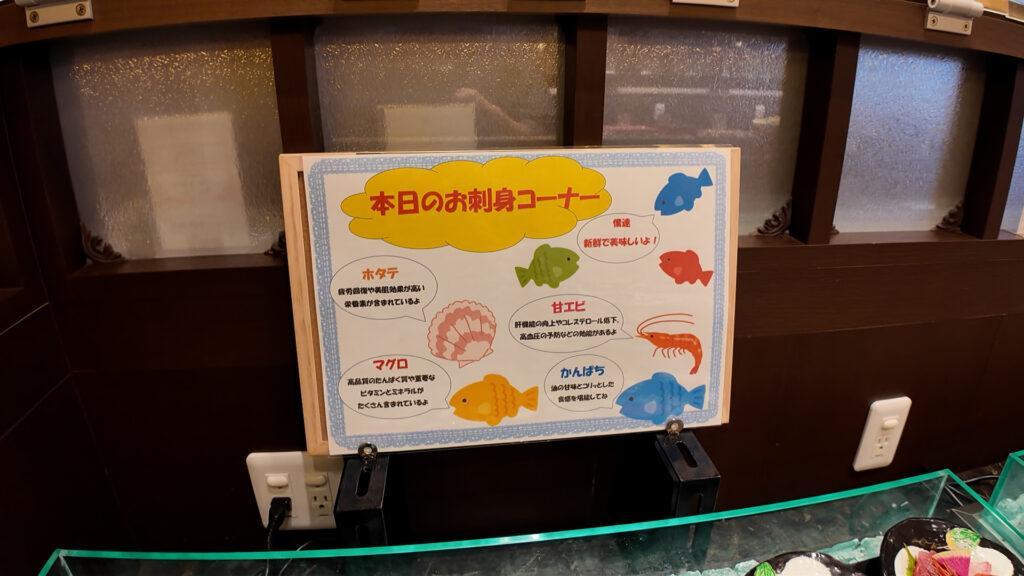 本日のお刺身コーナー
僕達
新鮮で美味しいよ！
ホタテ
疲労回復や美肌効果が高い
栄養素が含まれているよ
甘エビ
肝機能の向上やコレステロール低下、
高血圧の予防などの効能があるよ
マグロ
高品質のたんぱく質や重要な
ビタミンとミネラルが
たくさん含まれているよ
かんぱち
油の甘味とコリッとした
食感を堪能してね